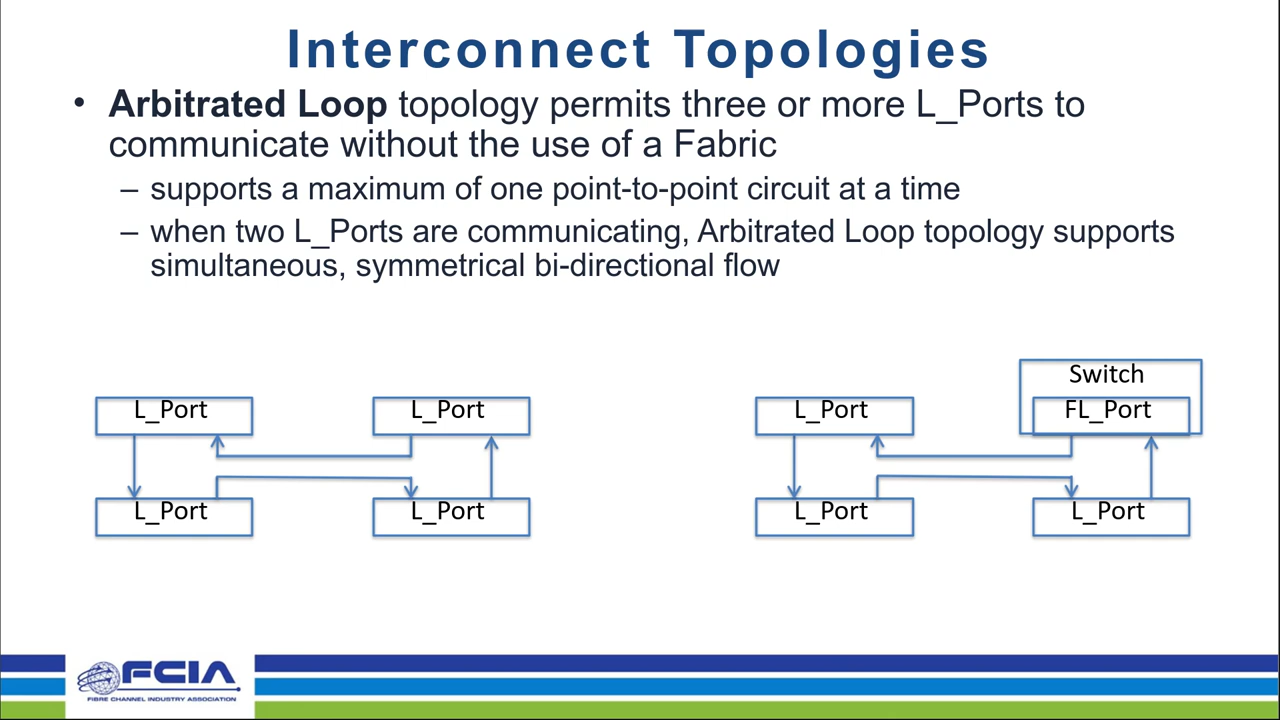 Interconnect Topologies
• Arbitrated Loop topology permits three or more L_Ports to
communicate without the use of a Fabric
– supports a maximum of one point-to-point circuit at a time
– when two L_Ports are communicating, Arbitrated Loop topology supports
simultaneous, symmetrical bi-directional flow
L_Port
L_Port
L_Port
L_Port
Switch
L_Port
FL_Port
L_Port
L_Port
FCIA
FIBRE CHANNEL INDUSTRY ASSOCIATION